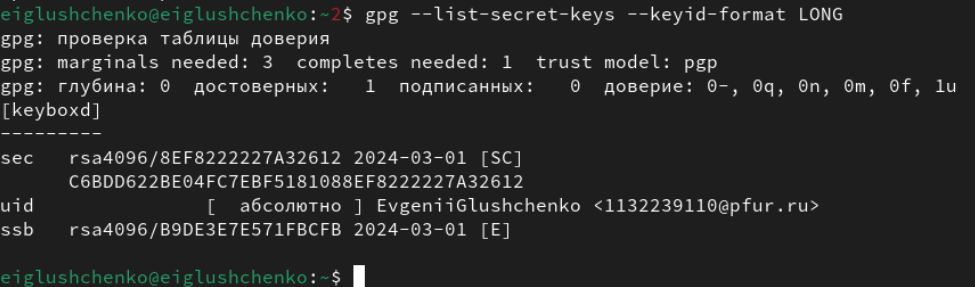 eiglushchenko@eiglushchenko:~2$ gpg --list-secret-keys --keyid-format LONG
gpg: проверка таблицы доверия
gpg: marginals needed: 3  completes needed: 1  trust model: pgp
gpg: глубина: 0  достоверных:   1  подписанных:   0  доверие: 0-, 0q, 0n, 0m, 0f, 1u
[keyboxd]
---------
sec   rsa4096/8EF8222227A32612 2024-03-01 [SC]
      C6BDD622BE04FC7EBF5181088EF8222227A32612
uid               [  абсолютно ] EvgeniiGlushchenko <1132239110@pfur.ru>
ssb   rsa4096/B9DE3E7E571FBCFB 2024-03-01 [E]
eiglushchenko@eiglushchenko:~$